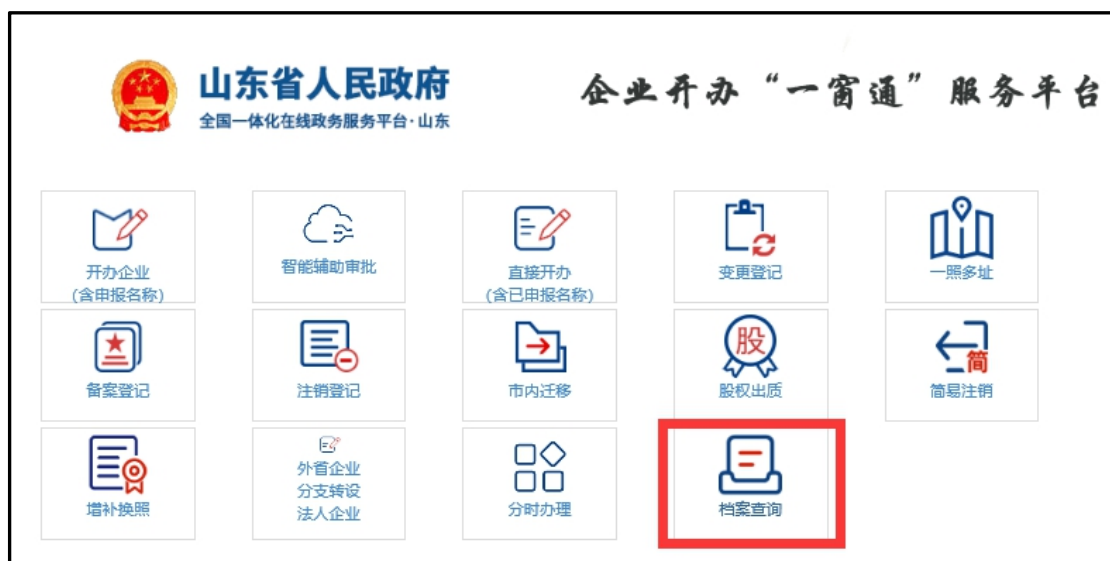 山东省人民政府
全国一体化在线政务服务平台·山东
企业开办“一窗通”服务平台
开办企业
(含申报名称)
智能辅助审批
直接开办
(含已申报名称)
变更登记
一照多址
备案登记
注销登记
市内迁移
股
股权出质
简
简易注销
增补换照
外省企业
分支转设
法人企业
分时办理
档案查询